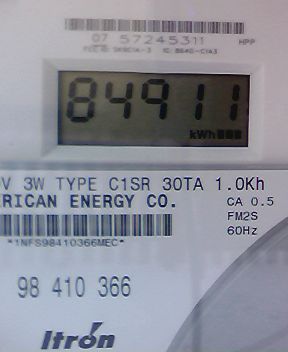 07 57245311 HPP
84911
kWh
V 3W TYPE C1SR 30TA 1.0Kh
RICAN ENERGY CO.
CA 0.5
FM2S
60Hz
*1NFS98410366MEC*
98 410 366
Itron